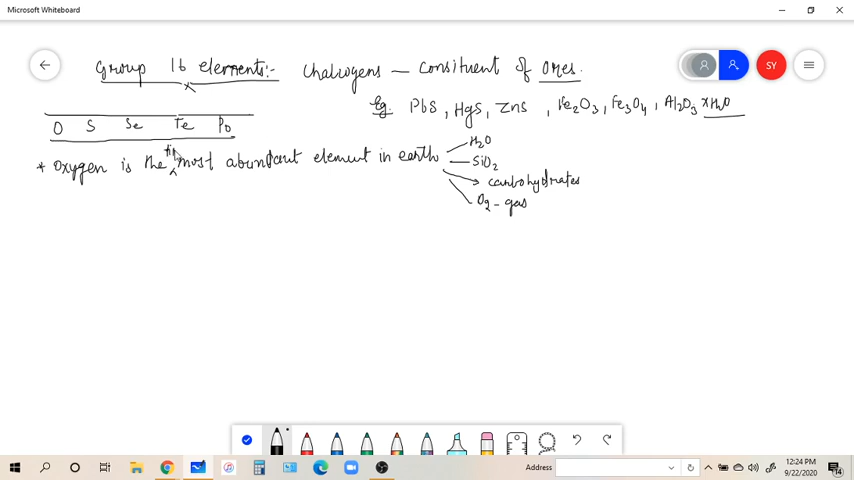 Microsoft Whiteboard
SY
Group 16 elements:- Chalcogens – constituent of ores.
Eg. PbS, HgS, ZnS, Fe2O3, Fe3O4, Al2O3 xH2O
O S Se Te Po
* Oxygen is the most abundant element in earth
H2O
SiO2
carbohydrates
O2 - gas
Address
12:24 PM
9/22/2020
14